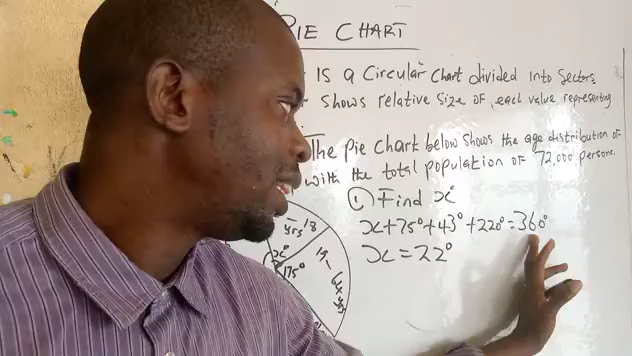 PIE CHART
Is a Circular Chart divided Into Sectors
shows relative size of each value representing
The Pie Chart below shows the age distribution of
with the total population of 72,000 persons.
① Find x°
x+75°+43°+220°=360°
x=22°
yrs 18
x°
75°
19-64 yrs